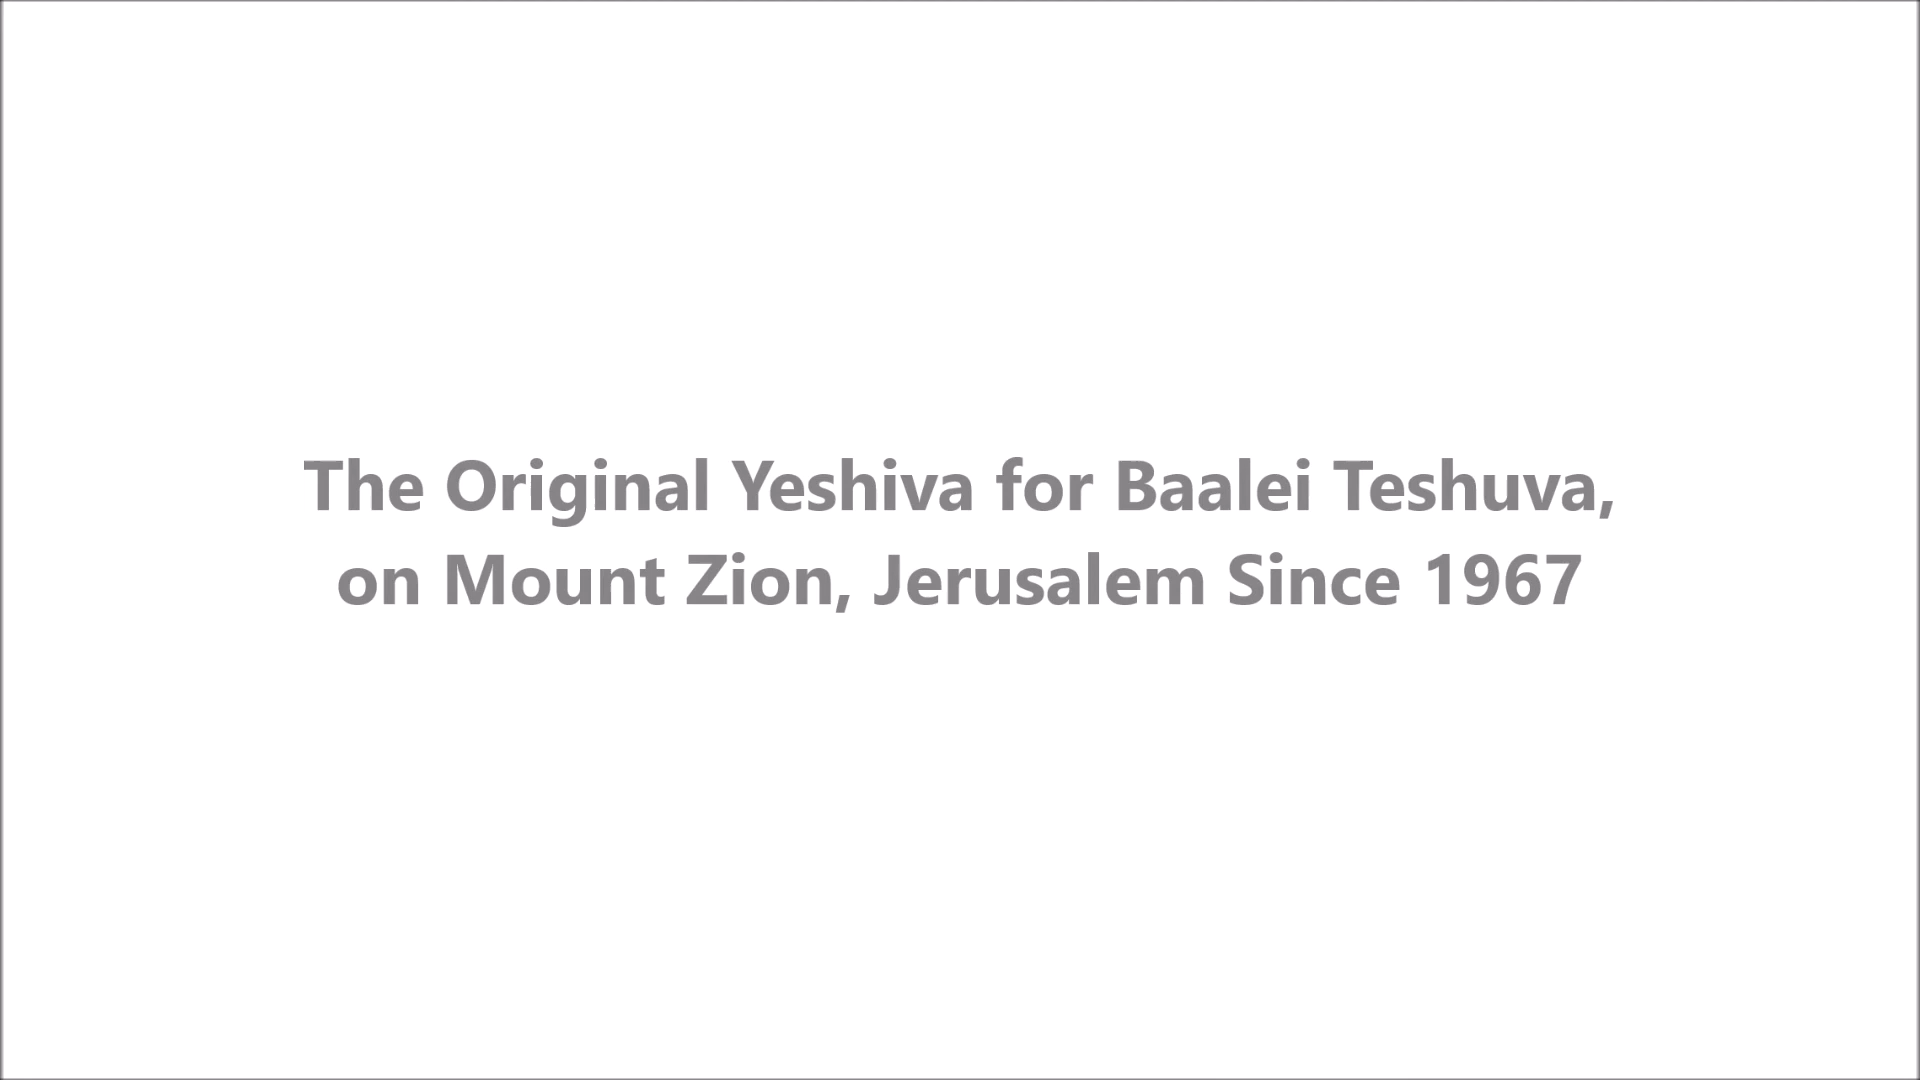 The Original Yeshiva for Baalei Teshuva,
on Mount Zion, Jerusalem Since 1967